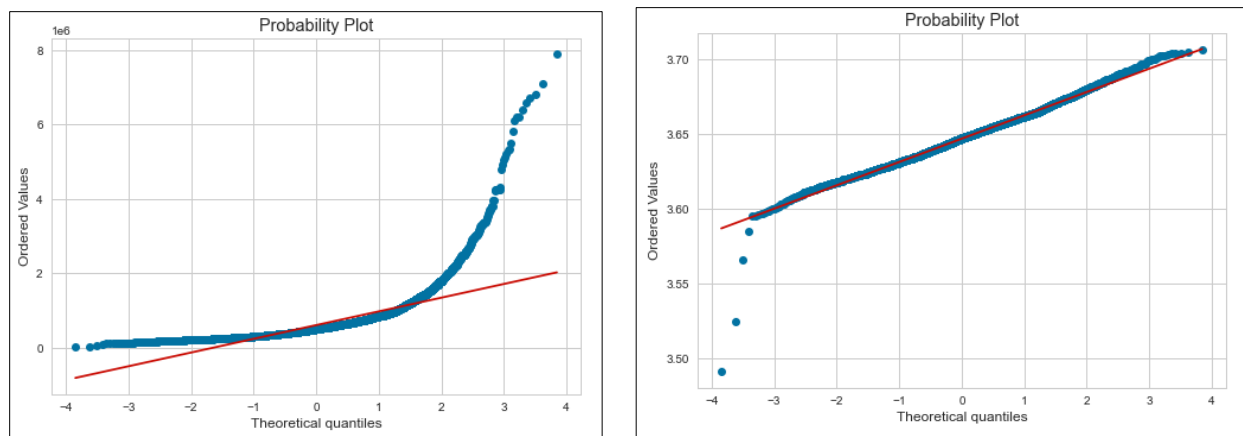 Probability Plot
1e6
8
6
4
2
0
Ordered Values
−4 −3 −2 −1 0 1 2 3 4
Theoretical quantiles
Probability Plot
3.70
3.65
3.60
3.55
3.50
Ordered Values
−4 −3 −2 −1 0 1 2 3 4
Theoretical quantiles